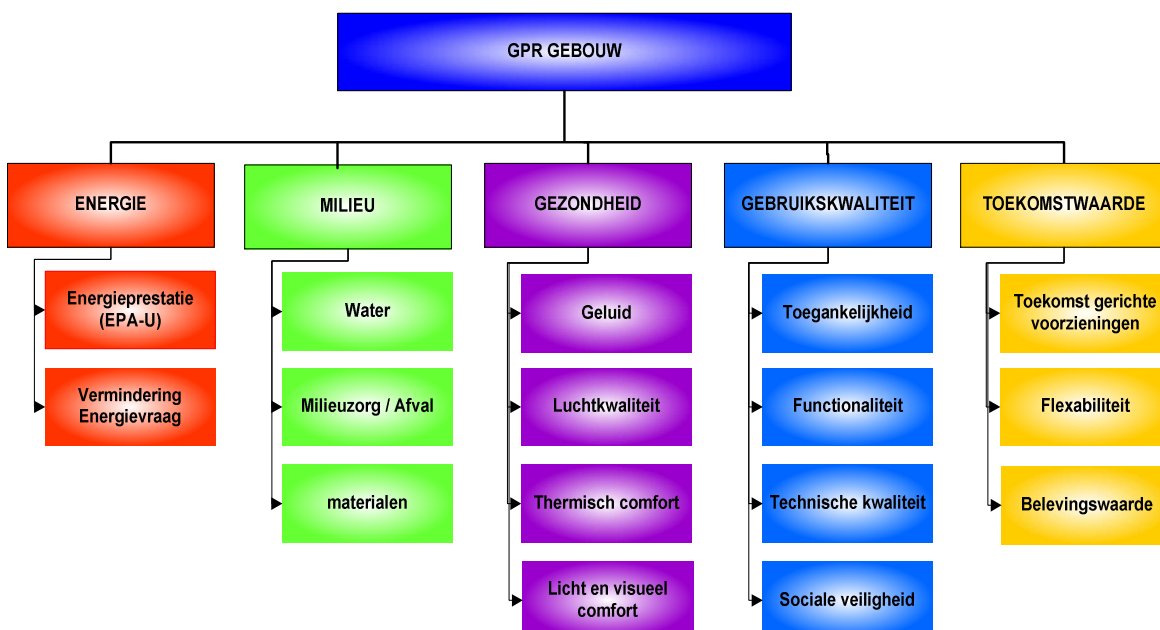 GPR GEBOUW
ENERGIE
Energieprestatie
(EPA-U)
Vermindering
Energievraag
MILIEU
Water
Milieuzorg / Afval
materialen
GEZONDHEID
Geluid
Luchtkwaliteit
Thermisch comfort
Licht en visueel
comfort
GEBRUIKSKWALITEIT
Toegankelijkheid
Functionaliteit
Technische kwaliteit
Sociale veiligheid
TOEKOMSTWAARDE
Toekomst gerichte
voorzieningen
Flexabiliteit
Belevingswaarde